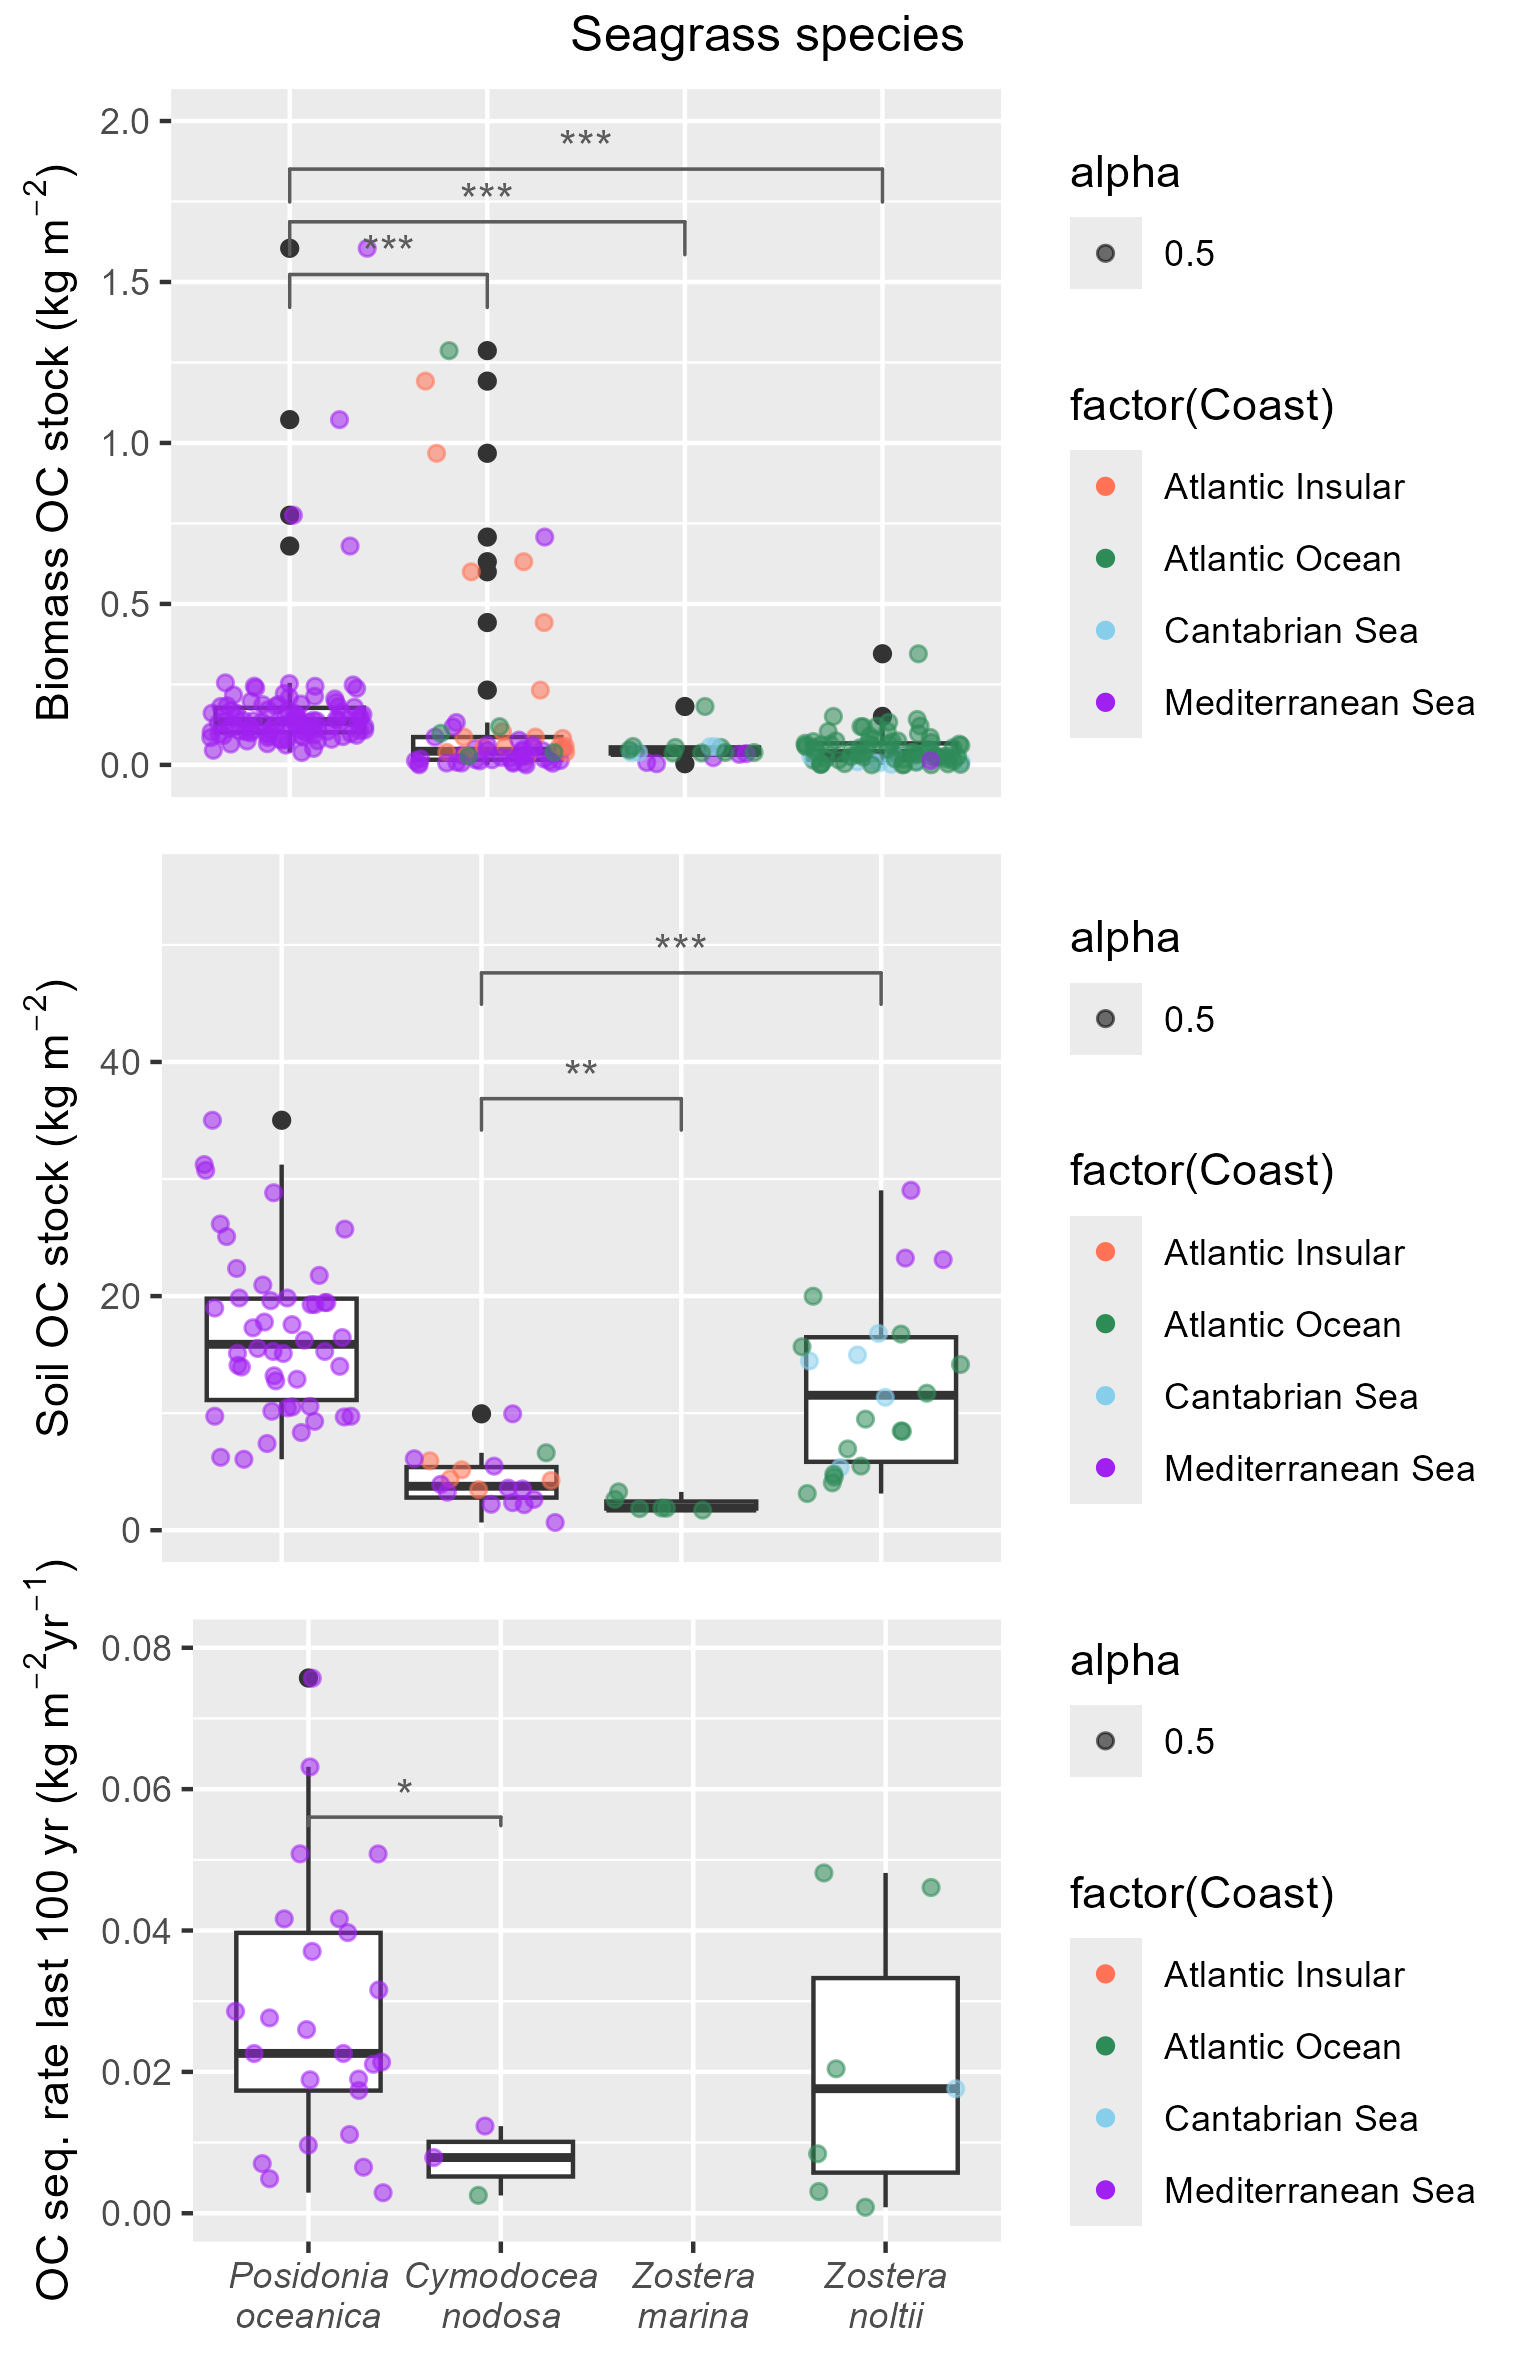 Seagrass species
Biomass OC stock (kg m⁻²)
2.0
1.5
1.0
0.5
0.0
***
***
***
alpha
0.5
factor(Coast)
Atlantic Insular
Atlantic Ocean
Cantabrian Sea
Mediterranean Sea
Soil OC stock (kg m⁻²)
40
20
0
***
**
alpha
0.5
factor(Coast)
Atlantic Insular
Atlantic Ocean
Cantabrian Sea
Mediterranean Sea
OC seq. rate last 100 yr (kg m⁻²yr⁻¹)
0.08
0.06
0.04
0.02
0.00
*
alpha
0.5
factor(Coast)
Atlantic Insular
Atlantic Ocean
Cantabrian Sea
Mediterranean Sea
Posidonia
oceanica
Cymodocea
nodosa
Zostera
marina
Zostera
noltii